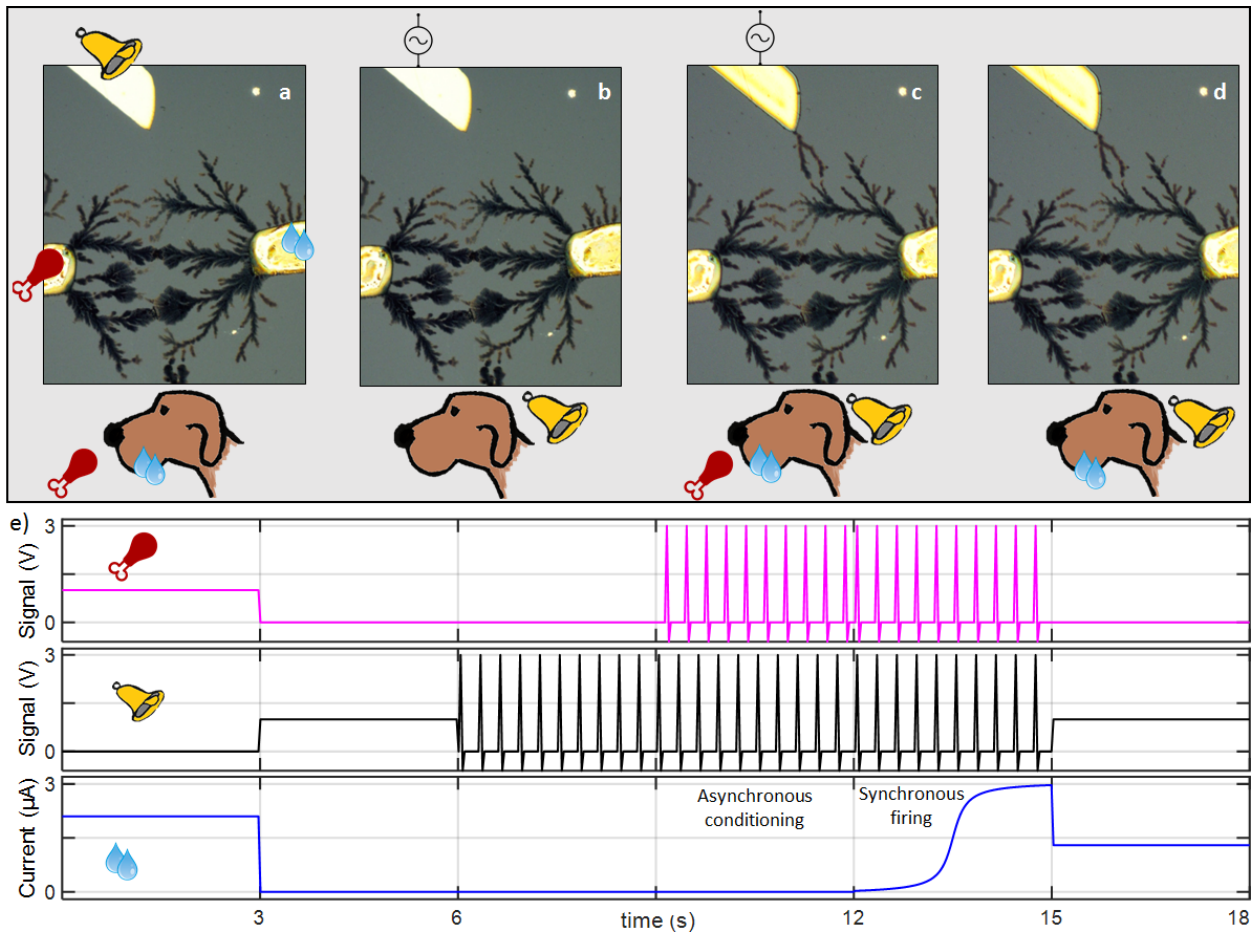 a
b
c
d
e)
3
Signal (V)
0
3
Signal (V)
0
3
Current (µA)
0
Asynchronous
conditioning
Synchronous
firing
3
6
time (s)
12
15
18